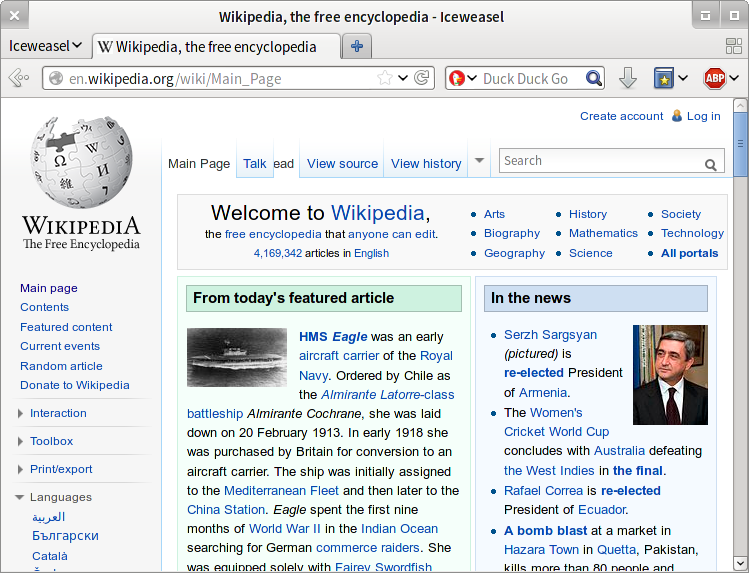 Wikipedia, the free encyclopedia - Iceweasel
Iceweasel
W Wikipedia, the free encyclopedia
en.wikipedia.org/wiki/Main_Page
Duck Duck Go
ABP
Create account
Log in
Main Page
Talk
ead
View source
View history
Search
Ω
W
И
維
WIKIPEDIA
The Free Encyclopedia
Main page
Contents
Featured content
Current events
Random article
Donate to Wikipedia
Interaction
Toolbox
Print/export
Languages
العربية
Български
Català
Welcome to Wikipedia,
the free encyclopedia that anyone can edit.
4,169,342 articles in English
Arts
Biography
Geography
History
Mathematics
Science
Society
Technology
All portals
From today's featured article
HMS Eagle was an early
aircraft carrier of the Royal
Navy. Ordered by Chile as
the Almirante Latorre-class
battleship Almirante Cochrane, she was laid
down on 20 February 1913. In early 1918 she
was purchased by Britain for conversion to an
aircraft carrier. The ship was initially assigned
to the Mediterranean Fleet and then later to the
China Station. Eagle spent the first nine
months of World War II in the Indian Ocean
searching for German commerce raiders. She
was equipped solely with Fairey Swordfish
In the news
Serzh Sargsyan
(pictured) is
re-elected President
of Armenia.
The Women's
Cricket World Cup
concludes with Australia defeating
the West Indies in the final.
Rafael Correa is re-elected
President of Ecuador.
A bomb blast at a market in
Hazara Town in Quetta, Pakistan,
kills more than 80 people and